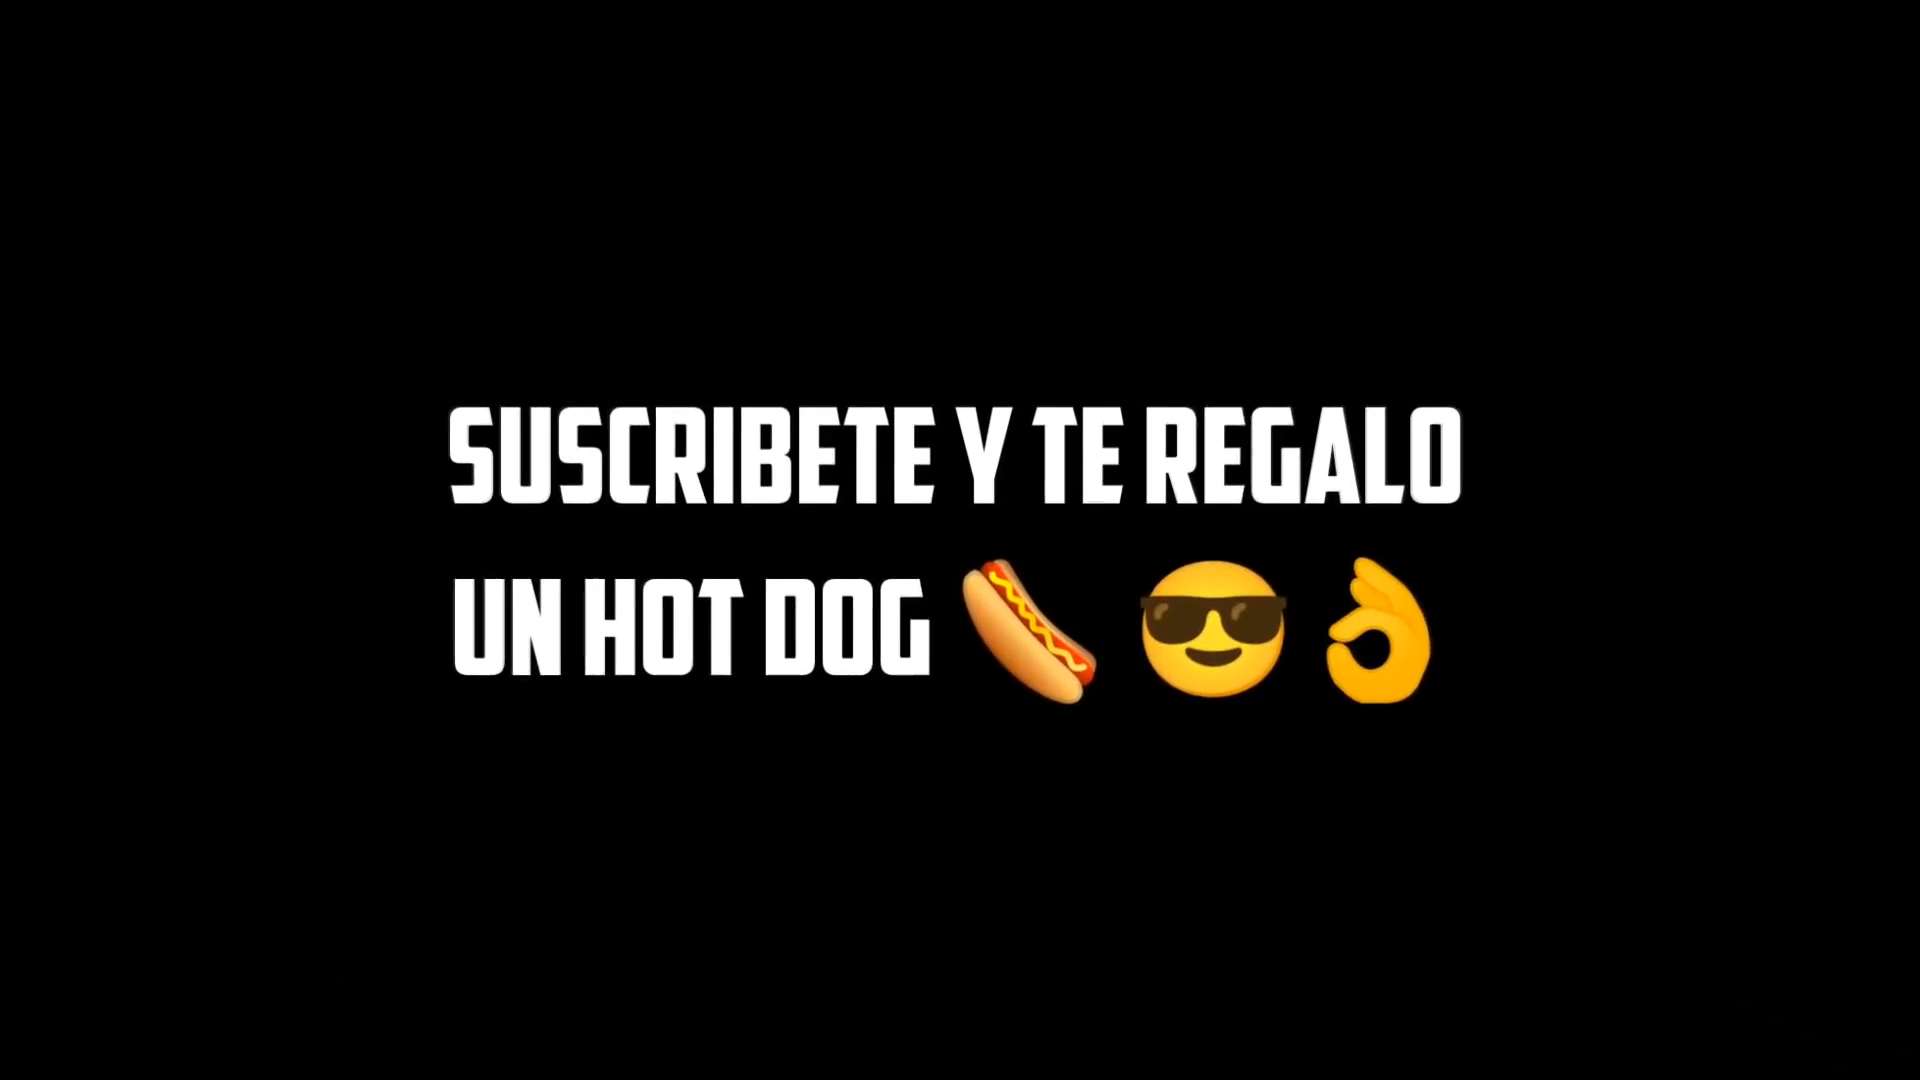 SUSCRIBETE Y TE REGALO
UN HOT DOG 🌭 😎 👌